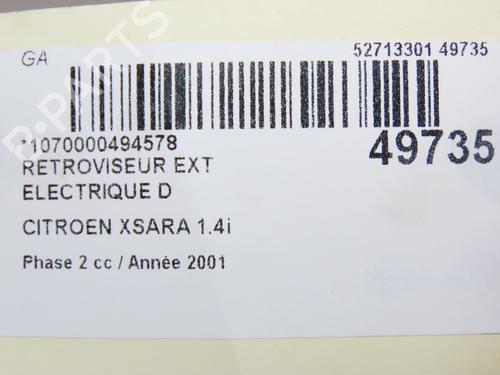 GA
52713301 49735
*1070000494578
49735
RETROVISEUR EXT
ELECTRIQUE D
CITROEN XSARA 1.4i
Phase 2 cc / Année 2001
B-PARTS